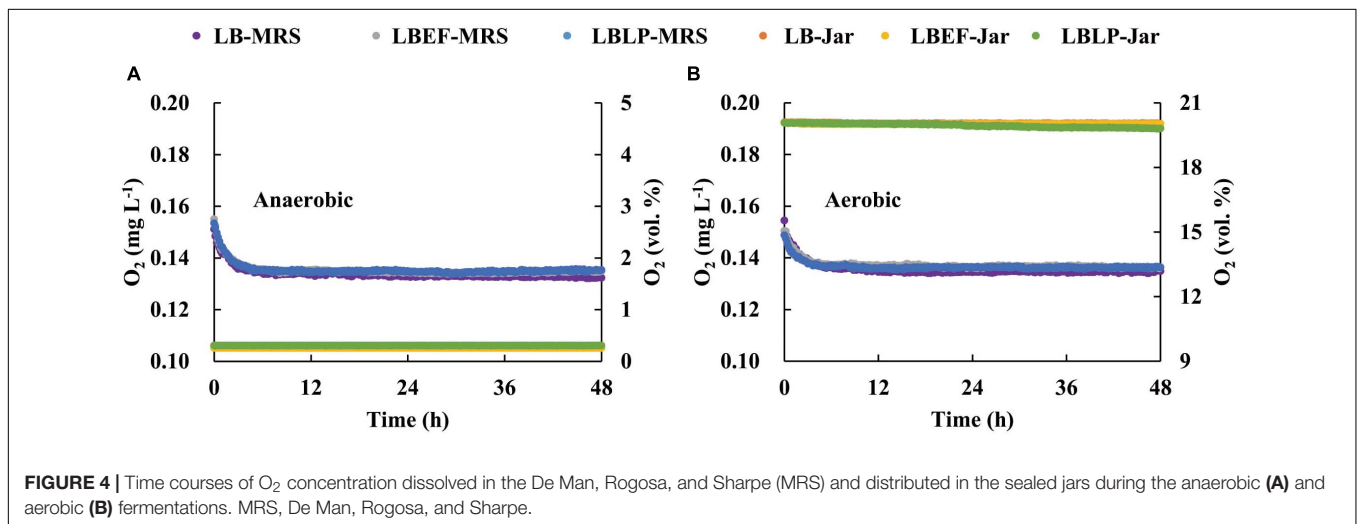 LB-MRS LBEF-MRS LBLP-MRS LB-Jar LBEF-Jar LBLP-Jar
A
0.20
0.18
0.16
0.14
0.12
0.10
O₂ (mg L⁻¹)
Anaerobic
5
4
3
2
1
0
O₂ (vol. %)
0 12 24 36 48
Time (h)
B
0.20
0.18
0.16
0.14
0.12
0.10
O₂ (mg L⁻¹)
Aerobic
21
18
15
12
9
O₂ (vol. %)
0 12 24 36 48
Time (h)
FIGURE 4 | Time courses of O₂ concentration dissolved in the De Man, Rogosa, and Sharpe (MRS) and distributed in the sealed jars during the anaerobic (A) and
aerobic (B) fermentations. MRS, De Man, Rogosa, and Sharpe.